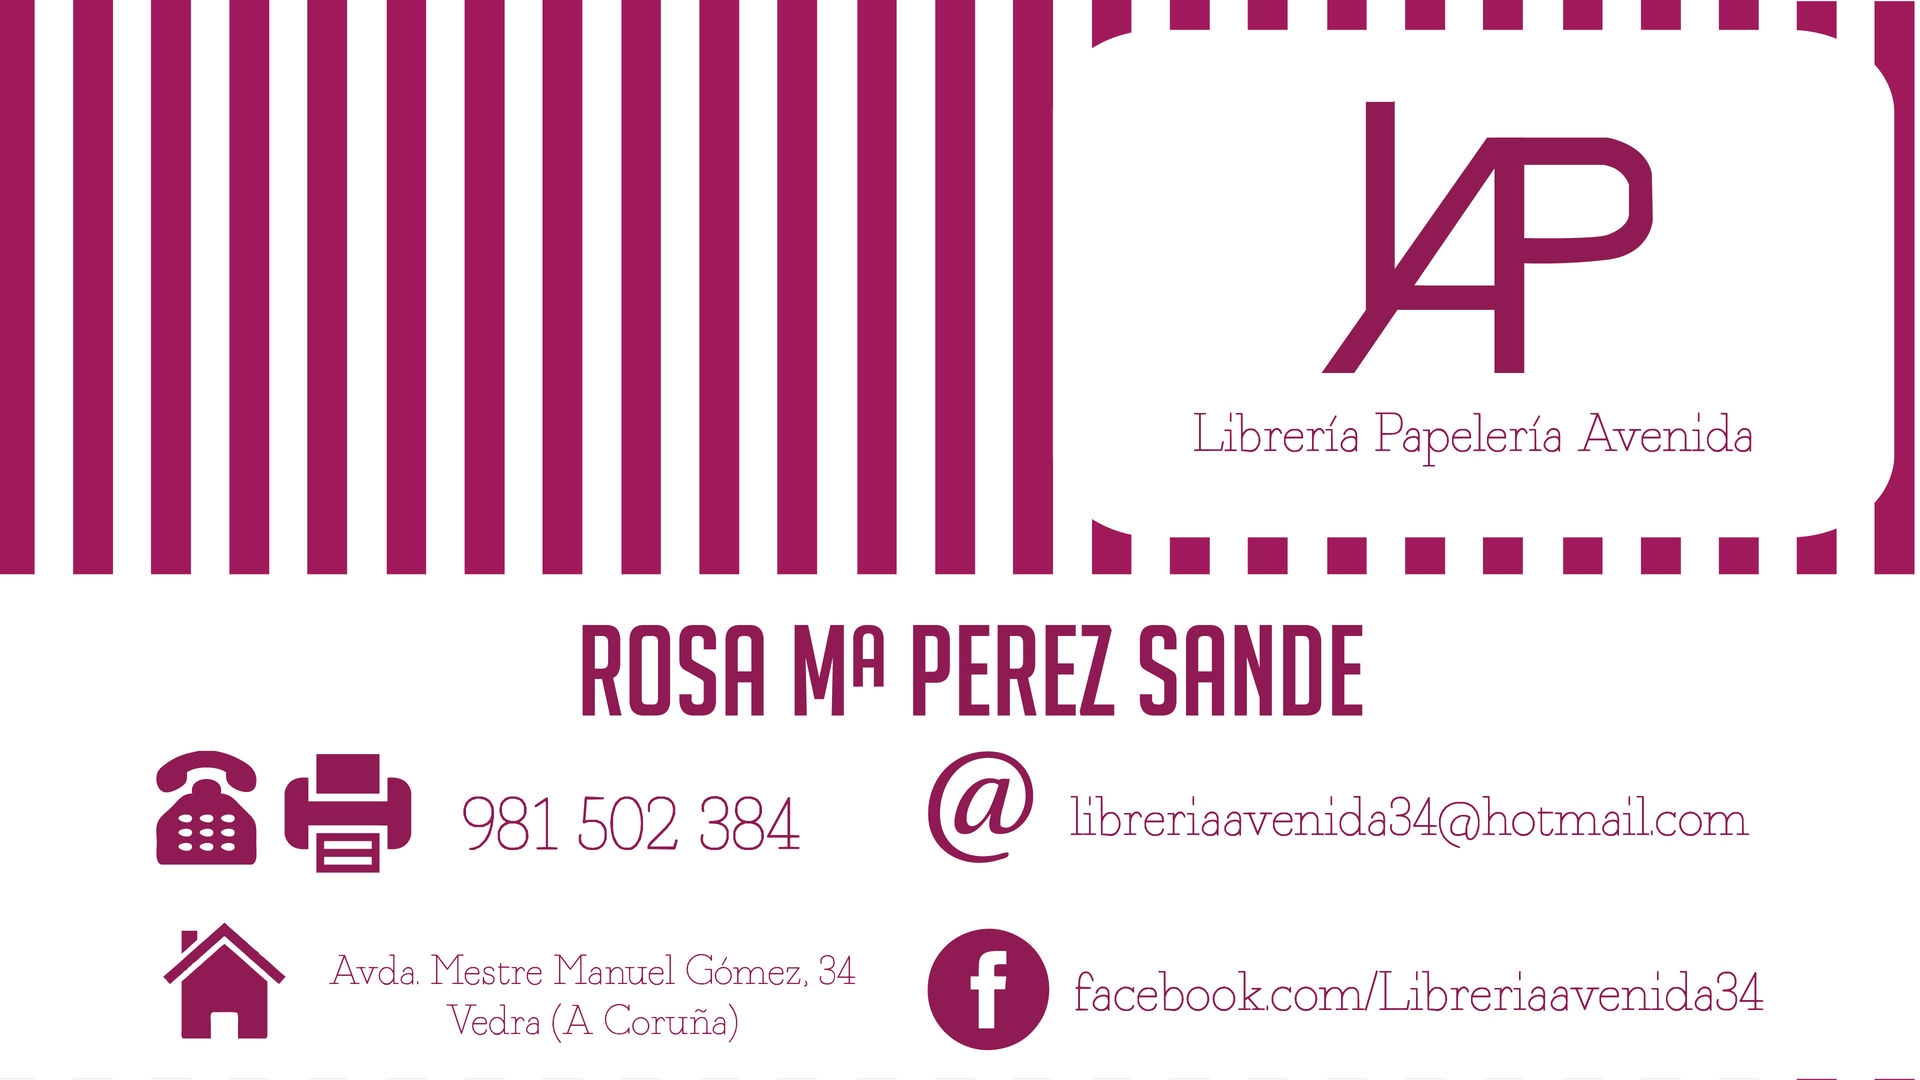 LAP
Librería Papelería Avenida
ROSA Mª PEREZ SANDE
981 502 384
@ libreriaavenida34@hotmail.com
Avda. Mestre Manuel Gómez, 34
Vedra (A Coruña)
f facebook.com/Libreriaavenida34